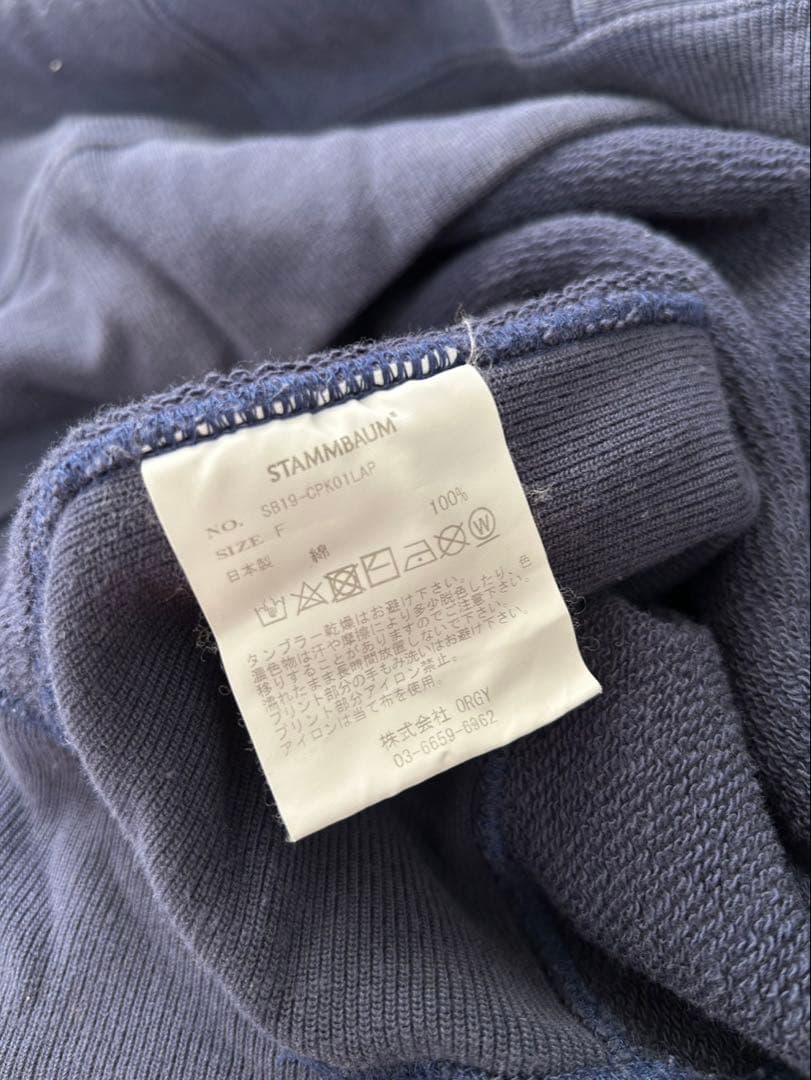 STAMMBAUM
NO. SB19-CPK01LAP
SIZE F
日本製 綿 100%
W
タンブラー乾燥はお避け下さい。
濃色物は汗や摩擦により多少脱色したり、色
移りすることがありますのでご注意下さい。
濡れたまま長時間放置しないで下さい。
プリント部分の手もみ洗いはお避け下さい。
プリント部分アイロン禁止。
アイロンは当て布を使用。
株式会社 ORGY
03-6659-6962